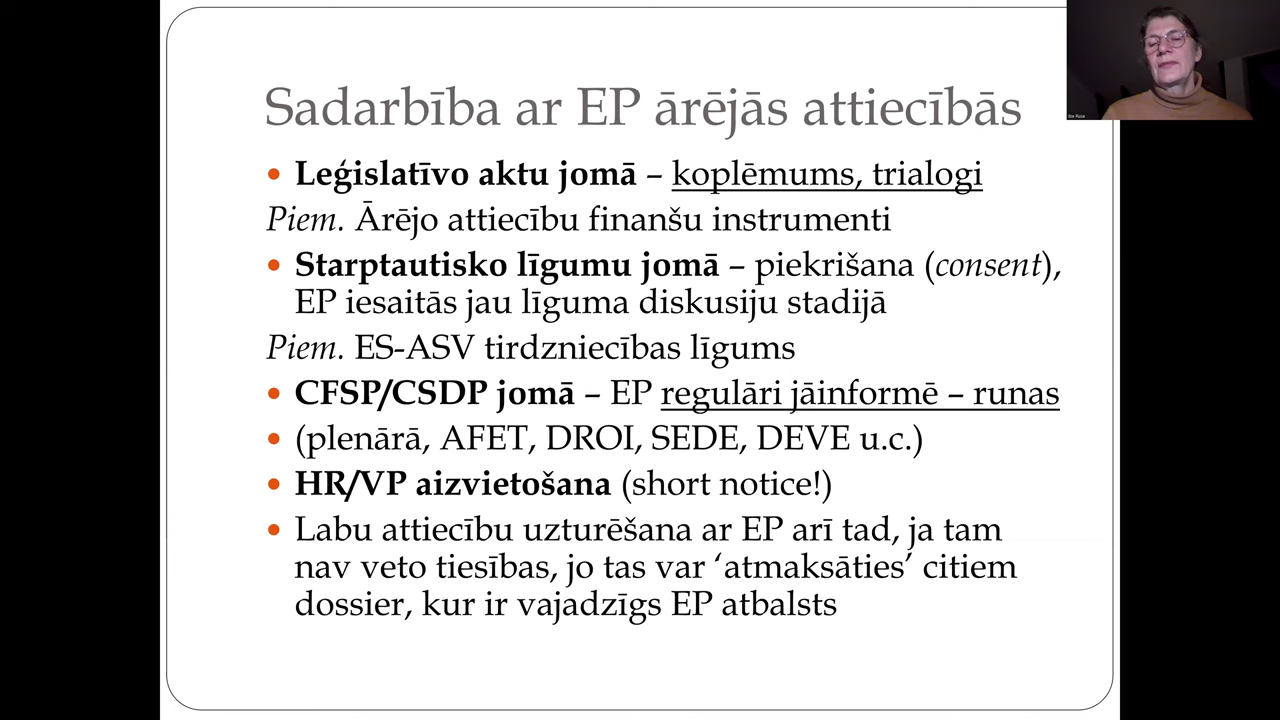 Sadarbība ar EP ārējās attiecībās
• Leģislatīvo aktu jomā – koplēmums, trialogi
Piem. Ārējo attiecību finanšu instrumenti
• Starptautisko līgumu jomā – piekrišana (consent),
EP iesaitās jau līguma diskusiju stadijā
Piem. ES-ASV tirdzniecības līgums
• CFSP/CSDP jomā – EP regulāri jāinformē – runas
• (plenārā, AFET, DROI, SEDE, DEVE u.c.)
• HR/VP aizvietošana (short notice!)
• Labu attiecību uzturēšana ar EP arī tad, ja tam
nav veto tiesības, jo tas var ‘atmaksāties’ citiem
dossier, kur ir vajadzīgs EP atbalsts